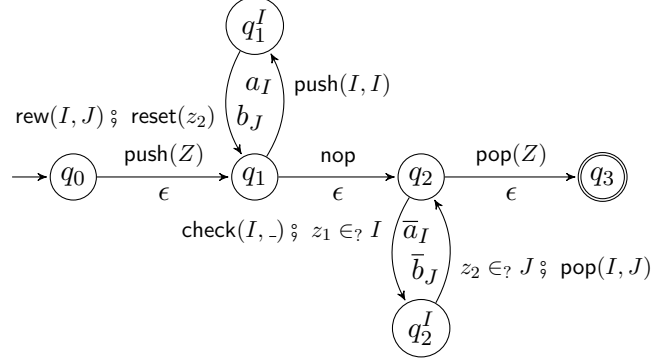 q_1^I
a_I push(I, I)
rew(I, J) ⨟ reset(z_2) b_J
push(Z) nop pop(Z)
q_0 q_1 q_2 q_3
ϵ ϵ ϵ
check(I, _) ⨟ z_1 ∈_? I a̅_I
b̅_J z_2 ∈_? J ⨟ pop(I, J)
q_2^I